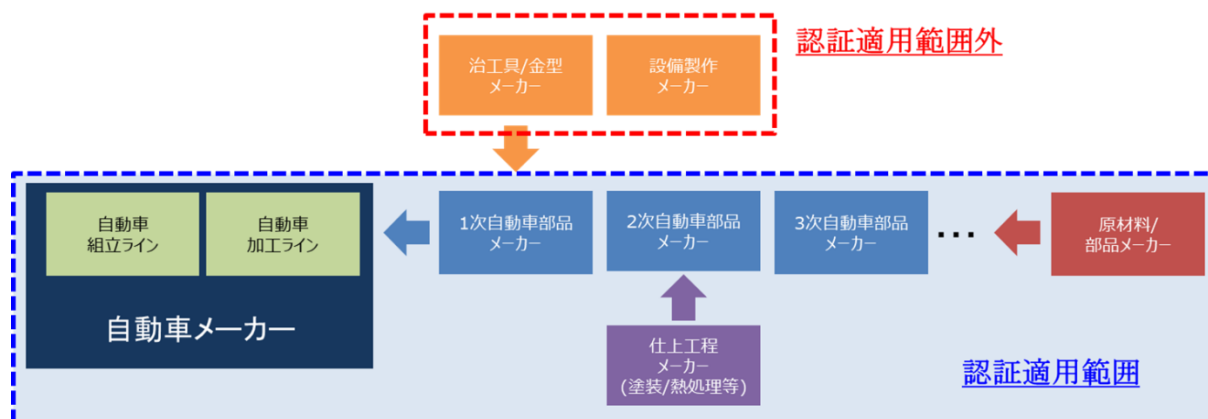 認証適用範囲外
治工具/金型
メーカー
設備製作
メーカー
自動車
組立ライン
自動車
加工ライン
自動車メーカー
1次自動車部品
メーカー
2次自動車部品
メーカー
3次自動車部品
メーカー
･･･
原材料/
部品メーカー
仕上工程
メーカー
(塗装/熱処理等)
認証適用範囲